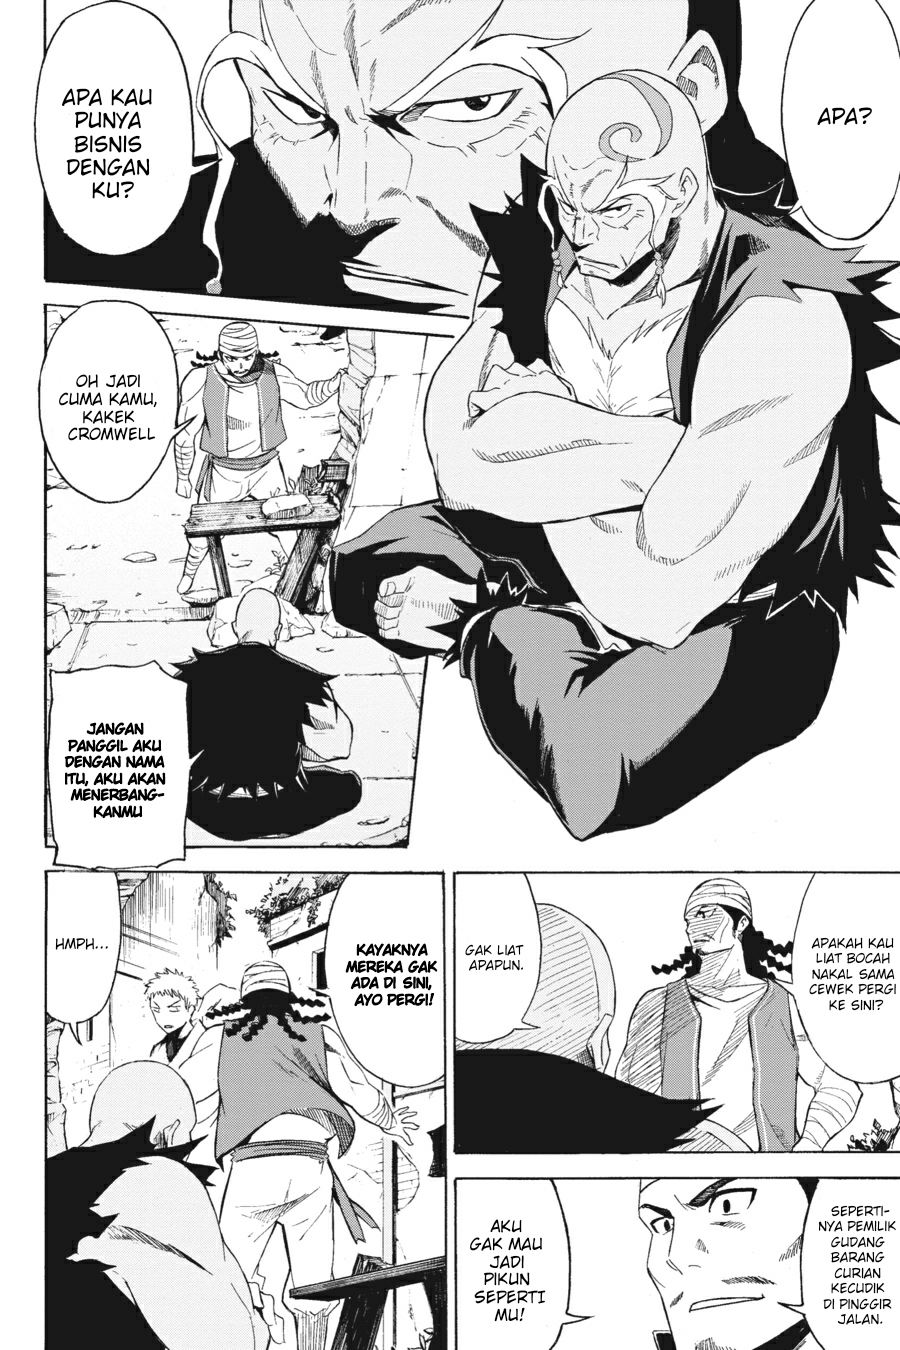 APA?
APA KAU
PUNYA
BISNIS
DENGAN
KU?
OH JADI
CUMA KAMU,
KAKEK
CROMWELL
JANGAN
PANGGIL AKU
DENGAN NAMA
ITU, AKU AKAN
MENERBANG-
KANMU
APAKAH KAU
LIAT BOCAH
NAKAL SAMA
CEWEK PERGI
KE SINI?
GAK LIAT
APAPUN.
KAYAKNYA
MEREKA GAK
ADA DI SINI,
AYO PERGI!
HMPH...
SEPERTI-
NYA PEMILIK
GUDANG
BARANG
CURIAN
KECUDIK
DI PINGGIR
JALAN.
AKU
GAK MAU
JADI
PIKUN
SEPERTI
MU!